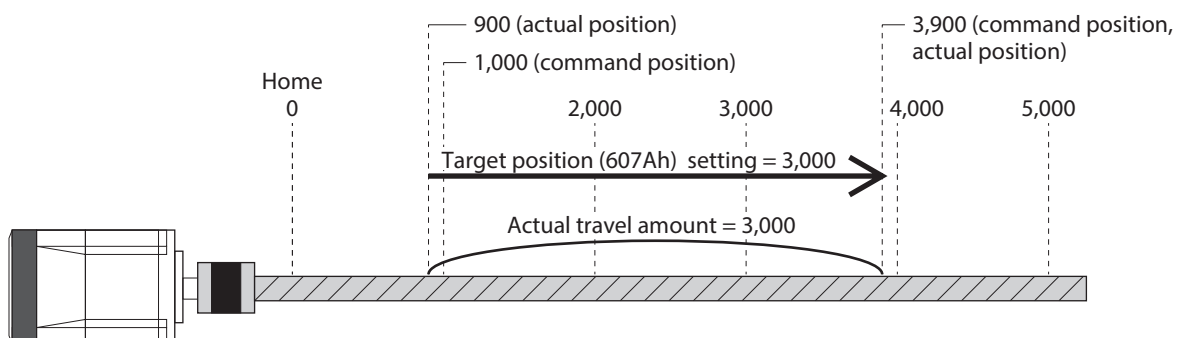 900 (actual position)
3,900 (command position,
actual position)
1,000 (command position)
Home
0
2,000
3,000
4,000
5,000
Target position (607Ah) setting = 3,000
Actual travel amount = 3,000